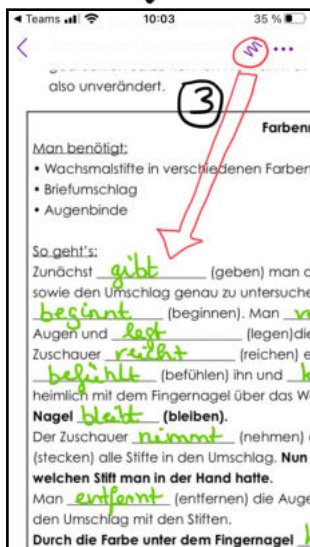 Teams 10:03 35 %
also unverändert.
3
Man benötigt:
• Wachsmalstifte in verschiedenen Farben
• Briefumschlag
• Augenbinde
So geht's:
Zunächst gibt (geben) man
sowie den Umschlag genau zu
beginnt (beginnen). Man
Augen und legt (legen)die
Zuschauer reicht (reichen)
befühlt (befühlen) ihn und
heimlich mit dem Fingernagel über das
Nagel bleibt (bleiben).
Der Zuschauer nimmt (nehmen)
(stecken) alle Stifte in den Umschlag. Nun
welchen Stift man in der Hand hatte.
Man entfernt (entfernen) die
den Umschlag mit den Stiften.
Durch die Farbe unter dem Fingernagel